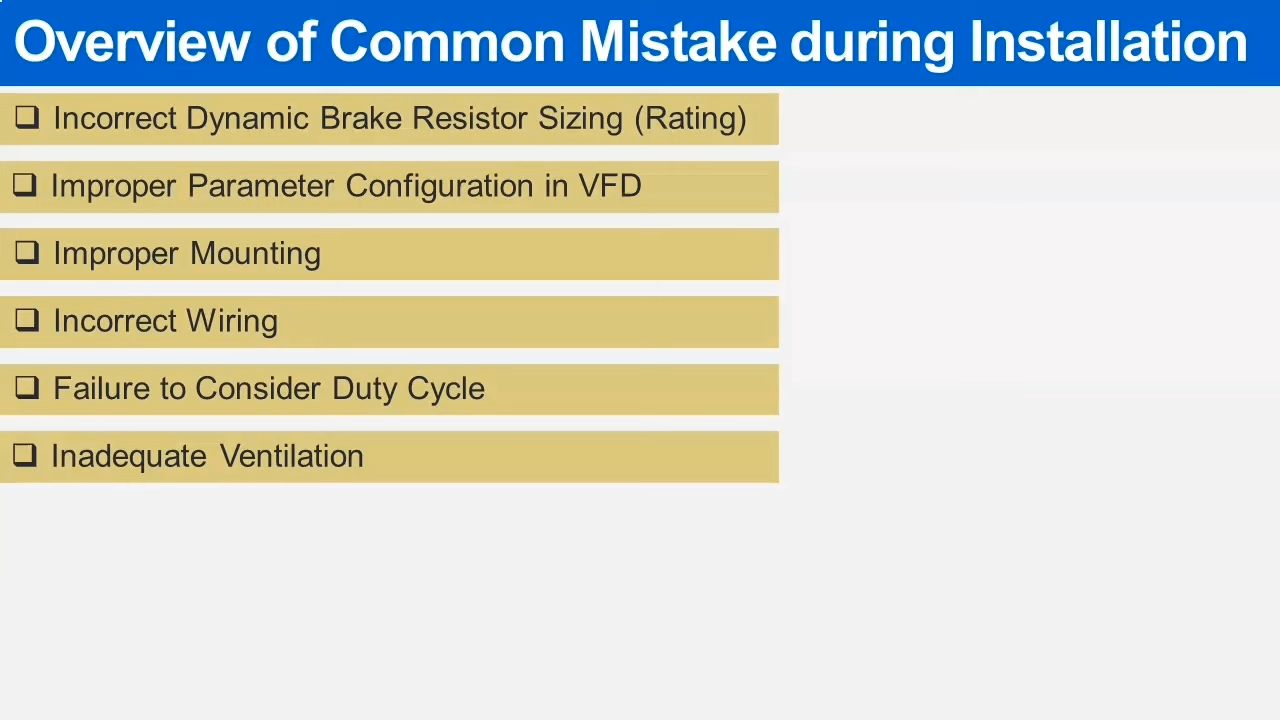 Overview of Common Mistake during Installation
❑ Incorrect Dynamic Brake Resistor Sizing (Rating)
❑ Improper Parameter Configuration in VFD
❑ Improper Mounting
❑ Incorrect Wiring
❑ Failure to Consider Duty Cycle
❑ Inadequate Ventilation